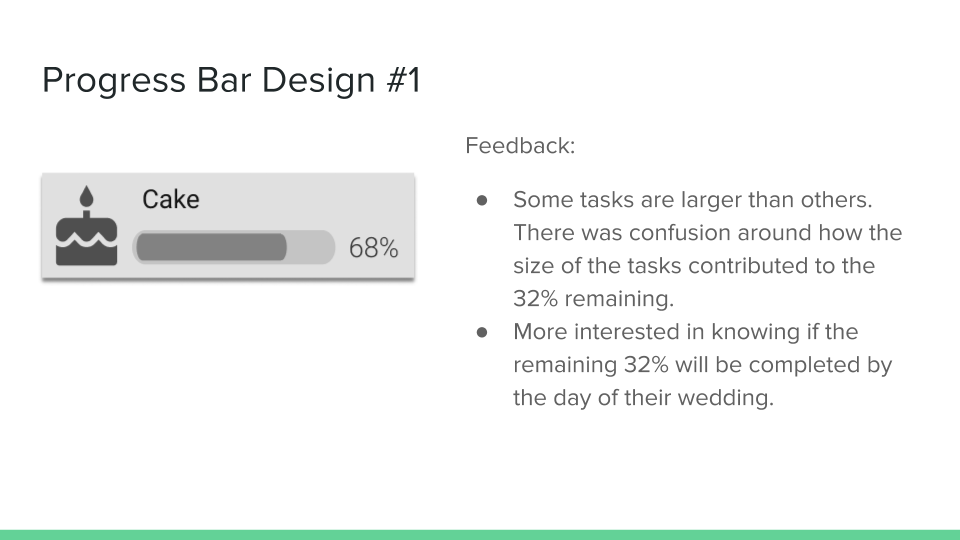 Progress Bar Design #1
Feedback:
Cake
68%
● Some tasks are larger than others.
There was confusion around how the
size of the tasks contributed to the
32% remaining.
● More interested in knowing if the
remaining 32% will be completed by
the day of their wedding.